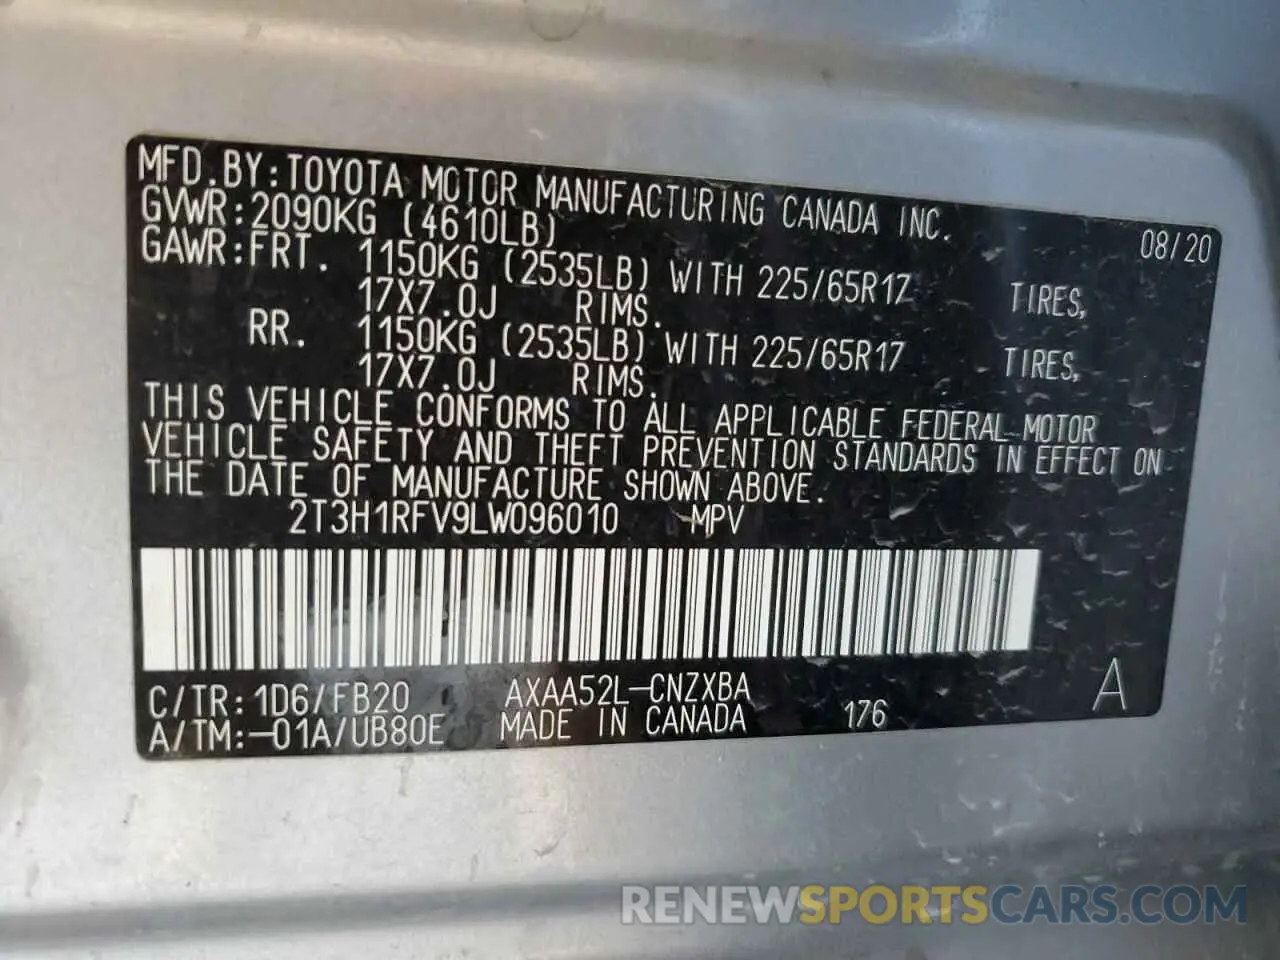 MFD.BY:TOYOTA MOTOR MANUFACTURING CANADA INC. 08/20
GVWR:2090KG (4610LB)
GAWR:FRT. 1150KG (2535LB) WITH 225/65R17 TIRES,
17X7.0J RIMS.
RR. 1150KG (2535LB) WITH 225/65R17 TIRES,
17X7.0J RIMS.
THIS VEHICLE CONFORMS TO ALL APPLICABLE FEDERAL MOTOR
VEHICLE SAFETY AND THEFT PREVENTION STANDARDS IN EFFECT ON
THE DATE OF MANUFACTURE SHOWN ABOVE.
2T3H1RFV9LW096010 MPV
C/TR:1D6/FB20 AXAA52L-CNZXBA A
A/TM:-01A/UB80E MADE IN CANADA 176
RENEWSPORTSCARS.COM